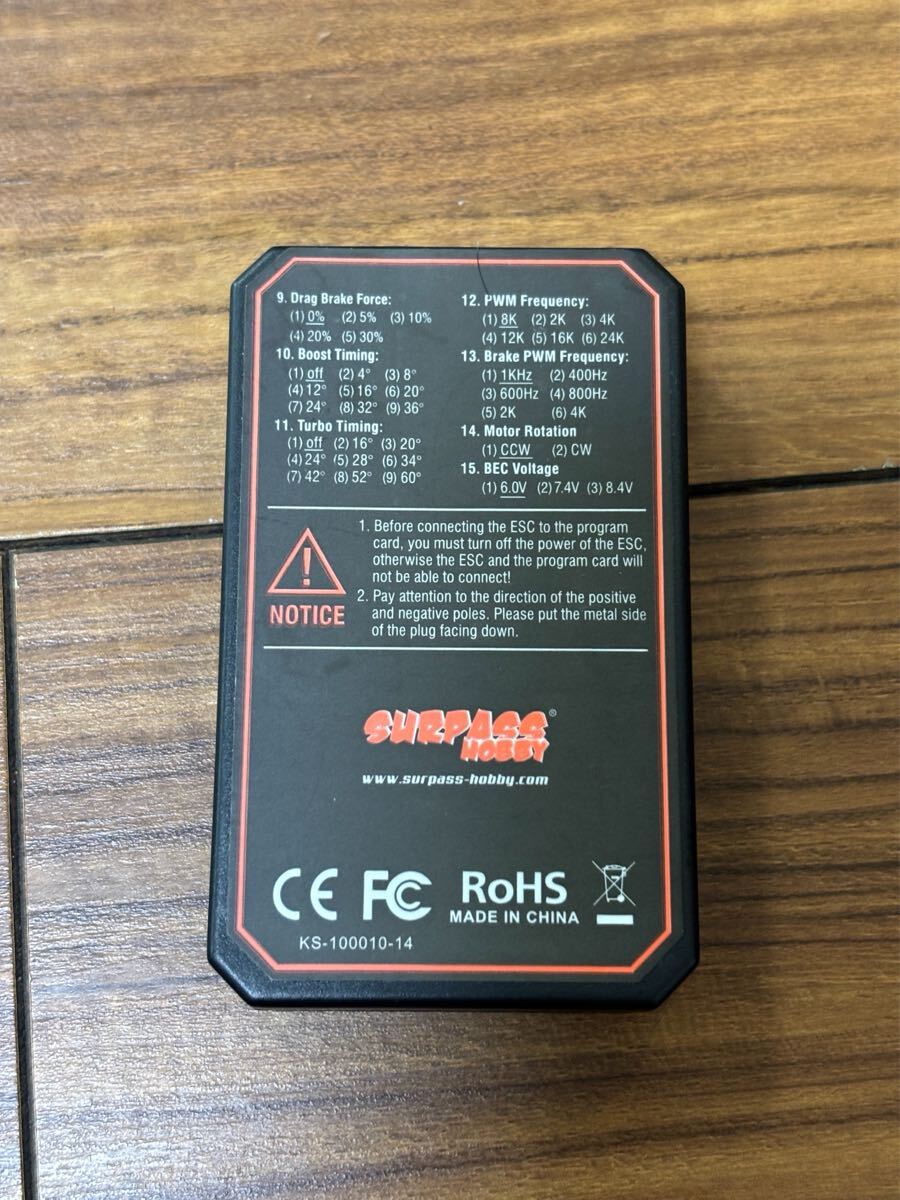 9. Drag Brake Force:
(1) 0% (2) 5% (3) 10%
(4) 20% (5) 30%
10. Boost Timing:
(1) off (2) 4° (3) 8°
(4) 12° (5) 16° (6) 20°
(7) 24° (8) 32° (9) 36°
11. Turbo Timing:
(1) off (2) 16° (3) 20°
(4) 24° (5) 28° (6) 34°
(7) 42° (8) 52° (9) 60°
12. PWM Frequency:
(1) 8K (2) 2K (3) 4K
(4) 12K (5) 16K (6) 24K
13. Brake PWM Frequency:
(1) 1KHz (2) 400Hz
(3) 600Hz (4) 800Hz
(5) 2K (6) 4K
14. Motor Rotation
(1) CCW (2) CW
15. BEC Voltage
(1) 6.0V (2) 7.4V (3) 8.4V
NOTICE
1. Before connecting the ESC to the program
card, you must turn off the power of the ESC,
otherwise the ESC and the program card will
not be able to connect!
2. Pay attention to the direction of the positive
and negative poles. Please put the metal side
of the plug facing down.
SURPASS®
HOBBY
www.surpass-hobby.com
CE FC RoHS
MADE IN CHINA
KS-100010-14